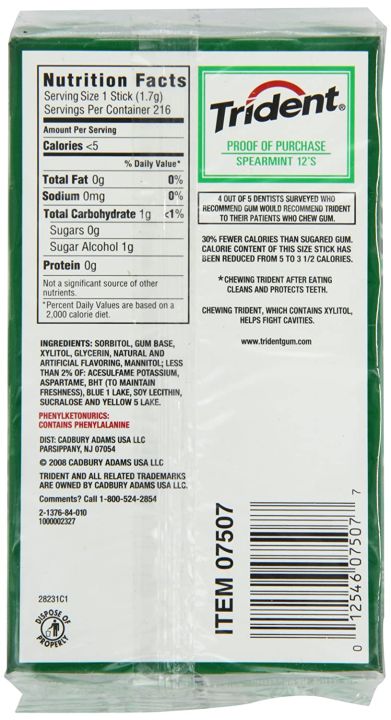 Nutrition Facts
Serving Size 1 Stick (1.7g)
Servings Per Container 216
Amount Per Serving
Calories <5
% Daily Value*
Total Fat 0g 0%
Sodium 0mg 0%
Total Carbohydrate 1g <1%
Sugars 0g
Sugar Alcohol 1g
Protein 0g
Not a significant source of other
nutrients.
*Percent Daily Values are based on a
2,000 calorie diet.
INGREDIENTS: SORBITOL, GUM BASE,
XYLITOL, GLYCERIN, NATURAL AND
ARTIFICIAL FLAVORING, MANNITOL; LESS
THAN 2% OF: ACESULFAME POTASSIUM,
ASPARTAME, BHT (TO MAINTAIN
FRESHNESS), BLUE 1 LAKE, SOY LECITHIN,
SUCRALOSE AND YELLOW 5 LAKE.
PHENYLKETONURICS:
CONTAINS PHENYLALANINE
DIST: CADBURY ADAMS USA LLC
PARSIPPANY, NJ 07054
© 2008 CADBURY ADAMS USA LLC
TRIDENT AND ALL RELATED TRADEMARKS
ARE OWNED BY CADBURY ADAMS USA LLC.
Comments? Call 1-800-524-2854
2-1376-84-010
1000002327
28231C1
DISPOSE OF
PROPERLY
Trident®
PROOF OF PURCHASE
SPEARMINT 12'S
4 OUT OF 5 DENTISTS SURVEYED WHO
RECOMMEND GUM WOULD RECOMMEND TRIDENT
TO THEIR PATIENTS WHO CHEW GUM.
30% FEWER CALORIES THAN SUGARED GUM.
CALORIE CONTENT OF THIS SIZE STICK HAS
BEEN REDUCED FROM 5 TO 3 1/2 CALORIES.
*CHEWING TRIDENT AFTER EATING
CLEANS AND PROTECTS TEETH.
CHEWING TRIDENT, WHICH CONTAINS XYLITOL,
HELPS FIGHT CAVITIES.
www.tridentgum.com
ITEM 07507
0 12546 07507 7